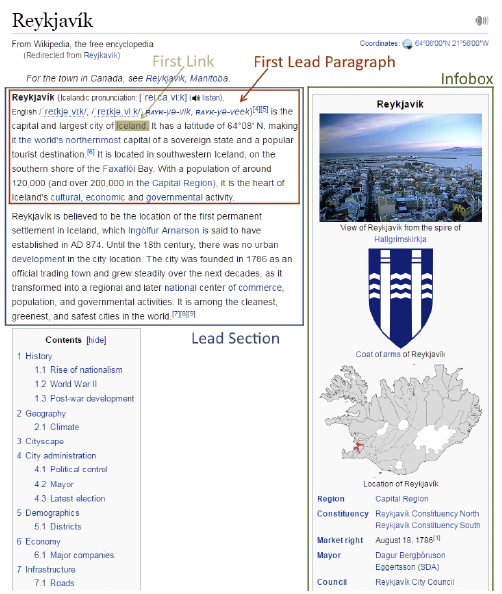 Reykjavík
From Wikipedia, the free encyclopedia
(Redirected from Reyjkavik)
Coordinates: 64°08′00″N 21°56′00″W
First Link
First Lead Paragraph
Infobox
For the town in Canada, see Reykjavik, Manitoba.
Reykjavík (Icelandic pronunciation: listen),
English
RAYK-yə-vik, RAYK-yə-veek)[4][5] is the
capital and largest city of Iceland. It has a latitude of 64°08' N, making
it the world's northernmost capital of a sovereign state and a popular
tourist destination.[6] It is located in southwestern Iceland, on the
southern shore of the Faxaflói Bay. With a population of around
120,000 (and over 200,000 in the Capital Region), it is the heart of
Iceland's cultural, economic and governmental activity.
Reykjavík is believed to be the location of the first permanent
settlement in Iceland, which Ingólfur Arnarson is said to have
established in AD 874. Until the 18th century, there was no urban
development in the city location. The city was founded in 1786 as an
official trading town and grew steadily over the next decades, as it
transformed into a regional and later national center of commerce,
population, and governmental activities. It is among the cleanest,
greenest, and safest cities in the world.[7][8][9]
Lead Section
Contents [hide]
1 History
1.1 Rise of nationalism
1.2 World War II
1.3 Post-war development
2 Geography
2.1 Climate
3 Cityscape
4 City administration
4.1 Political control
4.2 Mayor
4.3 Latest election
5 Demographics
5.1 Districts
6 Economy
6.1 Major companies
7 Infrastructure
7.1 Roads
Reykjavík
View of Reykjavík from the spire of
Hallgrímskirkja
Coat of arms of Reykjavík
Location of Reykjavík
Region Capital Region
Constituency Reykjavík Constituency North
Reykjavík Constituency South
Market right August 18, 1786[1]
Mayor Dagur Bergþóruson
Eggertsson (SDA)
Council Reykjavík City Council